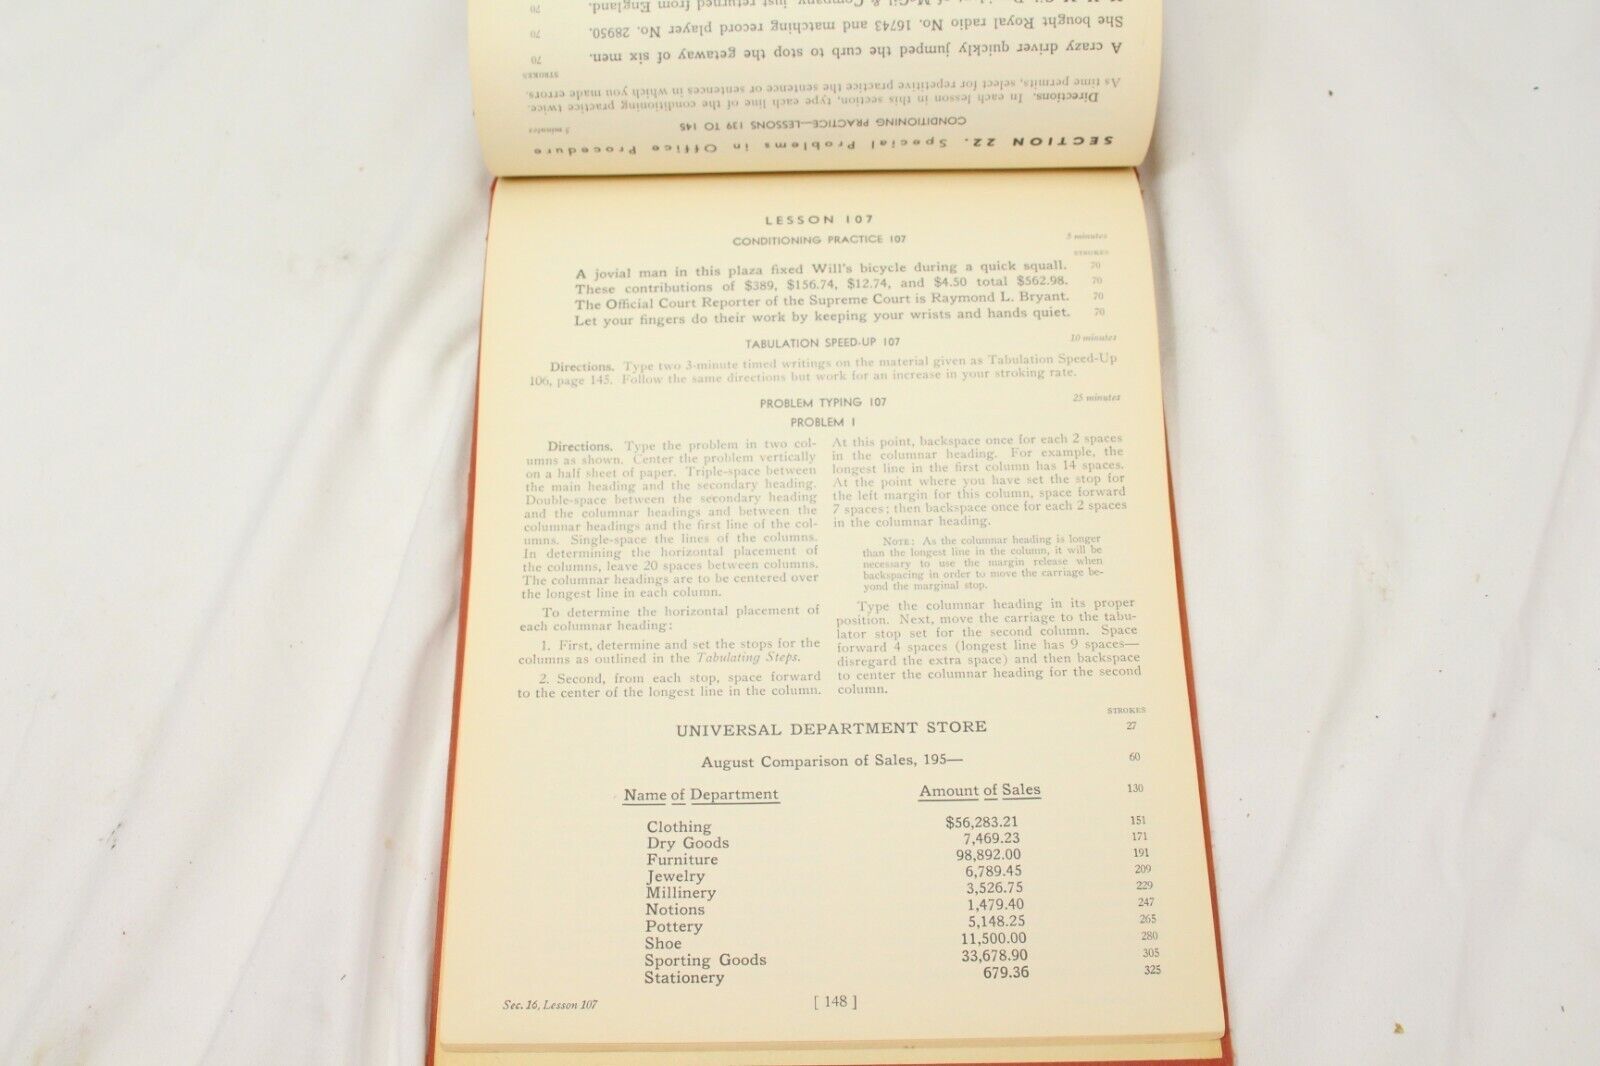 SECTION 22. Special Problems in Office Procedure
CONDITIONING PRACTICE—LESSONS 139 TO 145 5 minutes
Directions. In each lesson in this section, type each line of the conditioning practice twice.
As time permits, select for repetitive practice the sentence or sentences in which you made errors.
STROKES
A crazy driver quickly jumped the curb to stop the getaway of six men. 70
She bought Royal radio No. 16743 and matching record player No. 28950. 70
Company, just returned from England. 70
LESSON 107
CONDITIONING PRACTICE 107 5 minutes
STROKES
A jovial man in this plaza fixed Will's bicycle during a quick squall. 70
These contributions of $389, $156.74, $12.74, and $4.50 total $562.98. 70
The Official Court Reporter of the Supreme Court is Raymond L. Bryant. 70
Let your fingers do their work by keeping your wrists and hands quiet. 70
TABULATION SPEED-UP 107 10 minutes
Directions. Type two 3-minute timed writings on the material given as Tabulation Speed-Up
106, page 145. Follow the same directions but work for an increase in your stroking rate.
PROBLEM TYPING 107 25 minutes
PROBLEM I
Directions. Type the problem in two col-
umns as shown. Center the problem vertically
on a half sheet of paper. Triple-space between
the main heading and the secondary heading.
Double-space between the secondary heading
and the columnar headings and between the
columnar headings and the first line of the col-
umns. Single-space the lines of the columns.
In determining the horizontal placement of
the columns, leave 20 spaces between columns.
The columnar headings are to be centered over
the longest line in each column.
To determine the horizontal placement of
each columnar heading:
1. First, determine and set the stops for the
columns as outlined in the Tabulating Steps.
2. Second, from each stop, space forward
to the center of the longest line in the column.
At this point, backspace once for each 2 spaces
in the columnar heading. For example, the
longest line in the first column has 14 spaces.
At the point where you have set the stop for
the left margin for this column, space forward
7 spaces; then backspace once for each 2 spaces
in the columnar heading.
NOTE: As the columnar heading is longer
than the longest line in the column, it will be
necessary to use the margin release when
backspacing in order to move the carriage be-
yond the marginal stop.
Type the columnar heading in its proper
position. Next, move the carriage to the tabu-
lator stop set for the second column. Space
forward 4 spaces (longest line has 9 spaces—
disregard the extra space) and then backspace
to center the columnar heading for the second
column.
STROKES
UNIVERSAL DEPARTMENT STORE 27
August Comparison of Sales, 195— 60
Name of Department Amount of Sales 130
Clothing $56,283.21 151
Dry Goods 7,469.23 171
Furniture 98,892.00 191
Jewelry 6,789.45 209
Millinery 3,526.75 229
Notions 1,479.40 247
Pottery 5,148.25 265
Shoe 11,500.00 280
Sporting Goods 33,678.90 305
Stationery 679.36 325
Sec. 16, Lesson 107 [ 148 ]